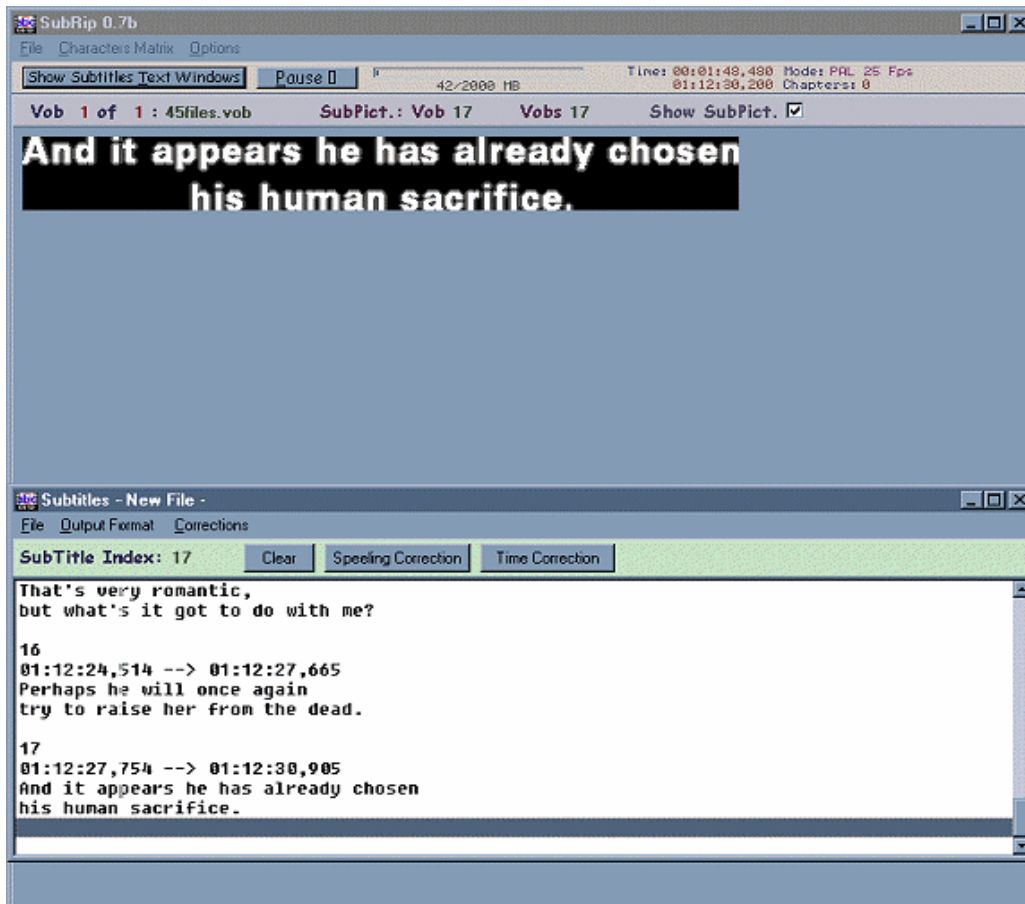 SubRip 0.7b
File Characters Matrix Options
Show Subtitles Text Windows Pause 42/2000 MB Time: 00:01:48,480 Mode: PAL 25 Fps
01:12:30,200 Chapters: 0
Vob 1 of 1 : 45files.vob SubPict.: Vob 17 Vobs 17 Show SubPict.
And it appears he has already chosen
his human sacrifice.
Subtitles - New File -
File Output Format Corrections
SubTitle Index: 17 Clear Speeling Correction Time Correction
That's very romantic,
but what's it got to do with me?
16
01:12:24,514 --> 01:12:27,665
Perhaps he will once again
try to raise her from the dead.
17
01:12:27,754 --> 01:12:30,905
And it appears he has already chosen
his human sacrifice.